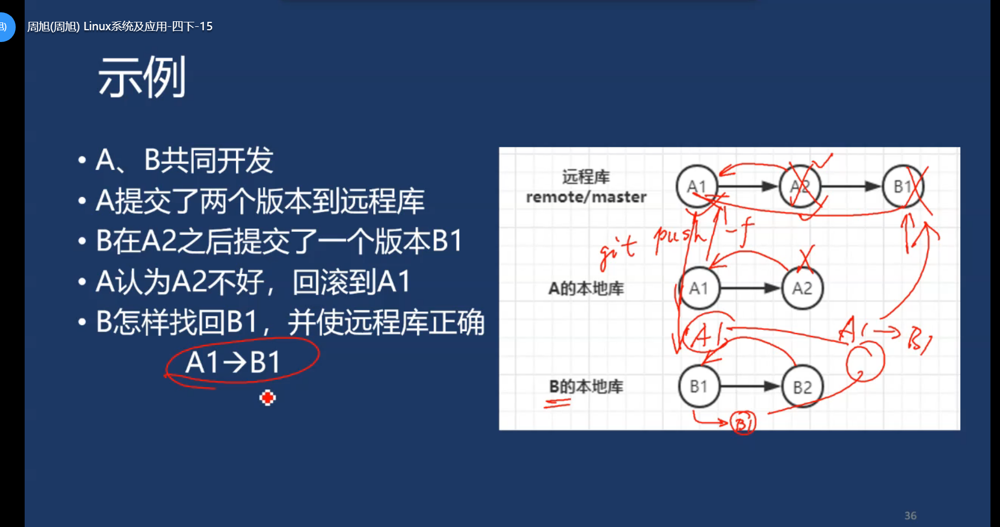 旭)
周旭(周旭) Linux系统及应用-四下-15
示例
• A、B共同开发
• A提交了两个版本到远程库
• B在A2之后提交了一个版本B1
• A认为A2不好，回滚到A1
• B怎样找回B1，并使远程库正确
A1→B1
远程库
remote/master
A1
A2
B1
git push -f
A的本地库
A1
A2
A1
A1→B1
B的本地库
B1
B2
B1
36